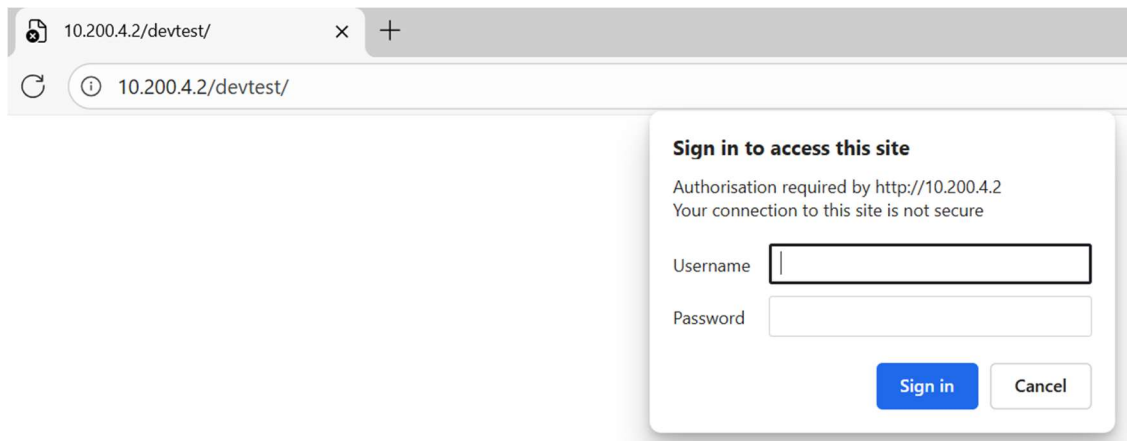 10.200.4.2/devtest/
10.200.4.2/devtest/
Sign in to access this site
Authorisation required by http://10.200.4.2
Your connection to this site is not secure
Username
Password
Sign in Cancel